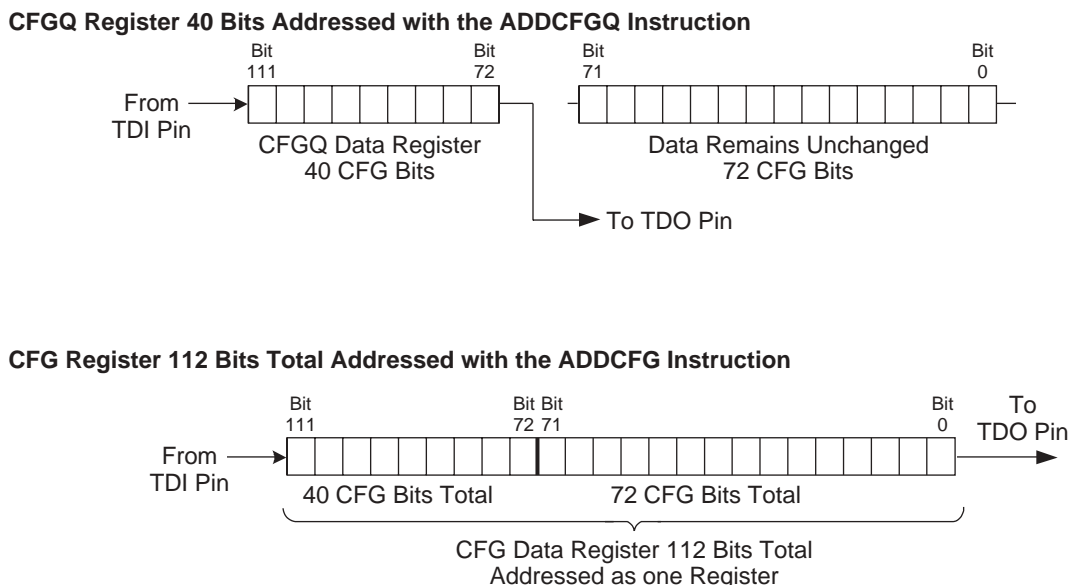 CFGQ Register 40 Bits Addressed with the ADDCFGQ Instruction
Bit
111
Bit
72
Bit
71
Bit
0
From
TDI Pin
CFGQ Data Register
40 CFG Bits
Data Remains Unchanged
72 CFG Bits
To TDO Pin
CFG Register 112 Bits Total Addressed with the ADDCFG Instruction
Bit
111
Bit Bit
72 71
Bit
0
To
TDO Pin
From
TDI Pin
40 CFG Bits Total
72 CFG Bits Total
CFG Data Register 112 Bits Total
Addressed as one Register